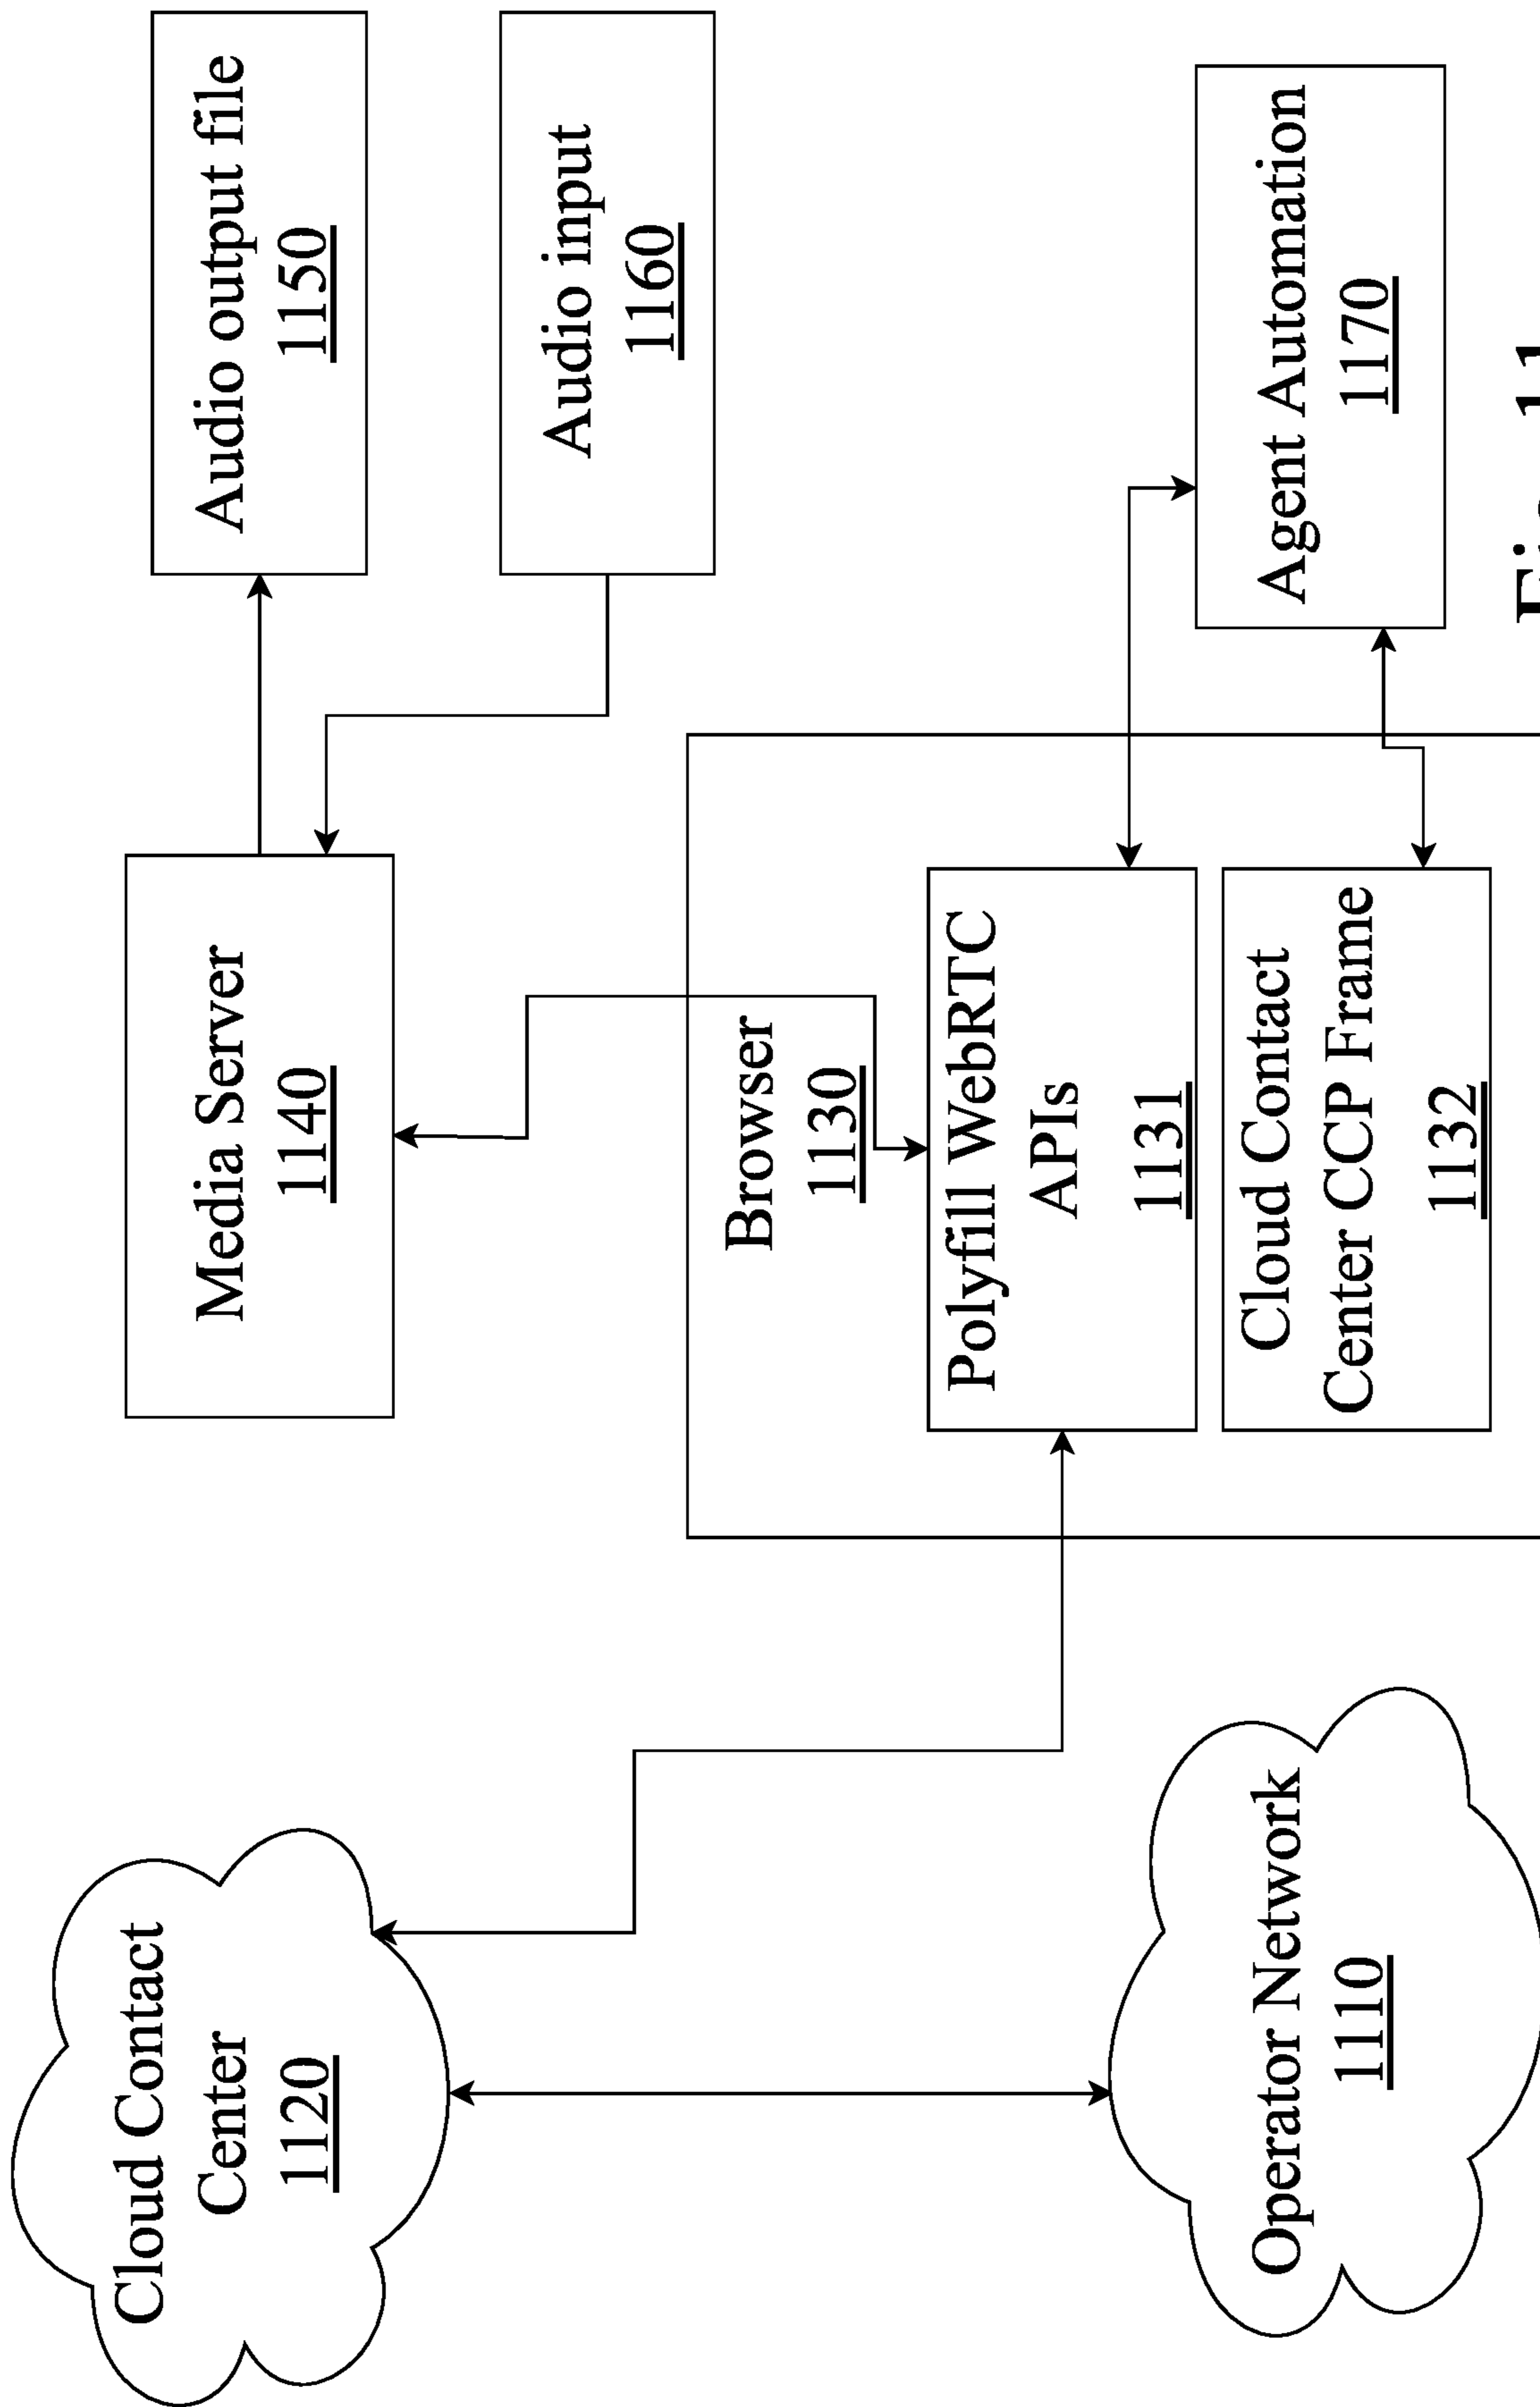 Cloud Contact
Center
1120
Media Server
1140
Audio output file
1150
Audio input
1160
Browser
1130
Polyfill WebRTC
APIs
1131
Cloud Contact
Center CCP Frame
1132
Operator Network
1110
Agent Automation
1170